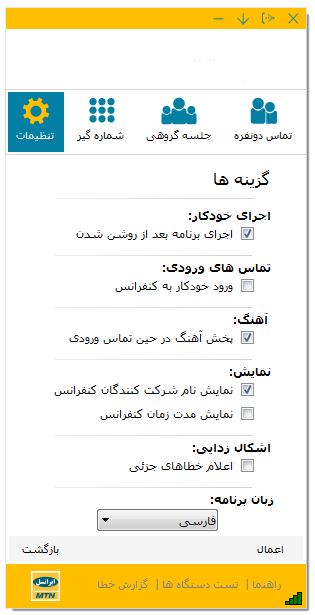 تماس دونفره
جلسه گروهی
شماره گیر
تنظیمات
گزینه ها
اجرای خودکار:
اجرای برنامه بعد از روشن شدن
تماس های ورودی:
ورود خودکار به کنفرانس
آهنگ:
پخش آهنگ در حین تماس ورودی
نمایش:
نمایش نام شرکت کنندگان کنفرانس
نمایش مدت زمان کنفرانس
اشکال زدایی:
اعلام خطاهای جزئی
زبان برنامه:
فارسی
اعمال
بازگشت
راهنما | تست دستگاه ها | گزارش خطا
ایرانسل
MTN